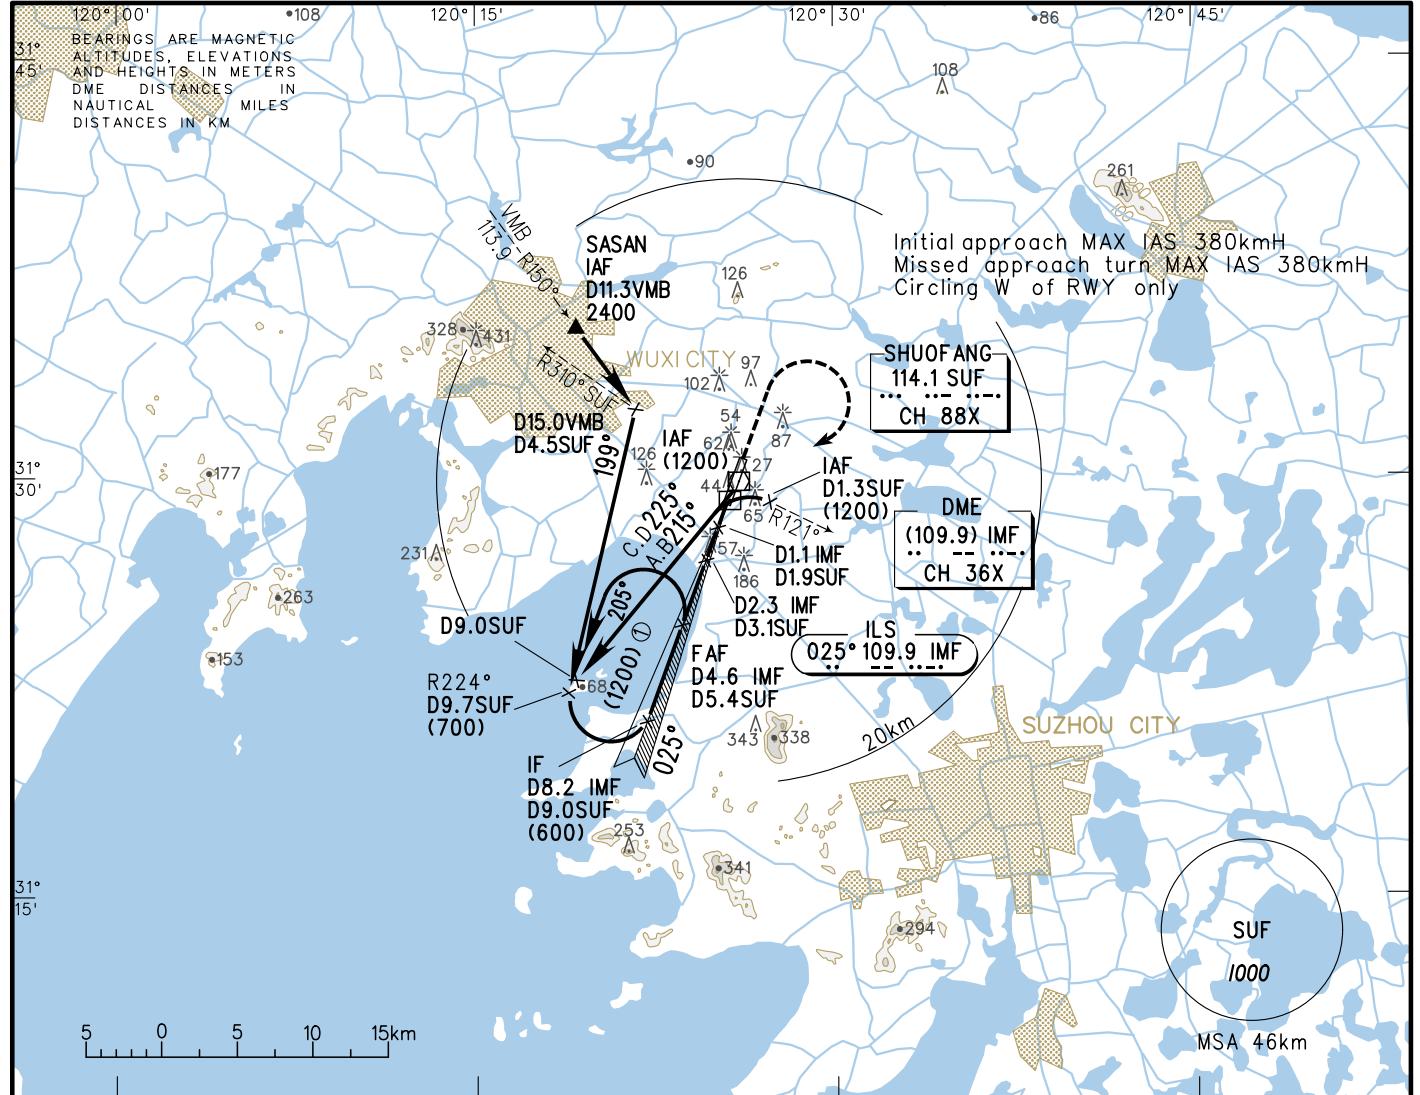 120°00'
108
120°15'
120°30'
86
120°45'
BEARINGS ARE MAGNETIC
ALTITUDES, ELEVATIONS
AND HEIGHTS IN METERS
DME DISTANCES IN
NAUTICAL MILES
DISTANCES IN KM
31°
45'
108
90
261
VMB
113.9
R150°
SASAN
IAF
D11.3VMB
2400
Initial approach MAX IAS 380kmH
Missed approach turn MAX IAS 380kmH
Circling W of RWY only
126
328
431
WUXI CITY
R310° SUF
97
102
SHUOFANG
114.1 SUF
CH 88X
D15.0VMB
D4.5SUF
199°
54
62
87
IAF
(1200)
126
27
44
65
IAF
D1.3SUF
(1200)
R121°
31°
30'
177
C.D225°
A.B215°
DME
(109.9) IMF
CH 36X
57
186
D1.1 IMF
D1.9SUF
231
263
153
205°
D2.3 IMF
D3.1SUF
ILS
025° 109.9 IMF
D9.0SUF
(1200) ①
FAF
D4.6 IMF
D5.4SUF
R224°
D9.7SUF
(700)
68
343
338
20km
SUZHOU CITY
025°
IF
D8.2 IMF
D9.0SUF
(600)
253
341
31°
15'
294
SUF
1000
MSA 46km
5 0 5 10 15km